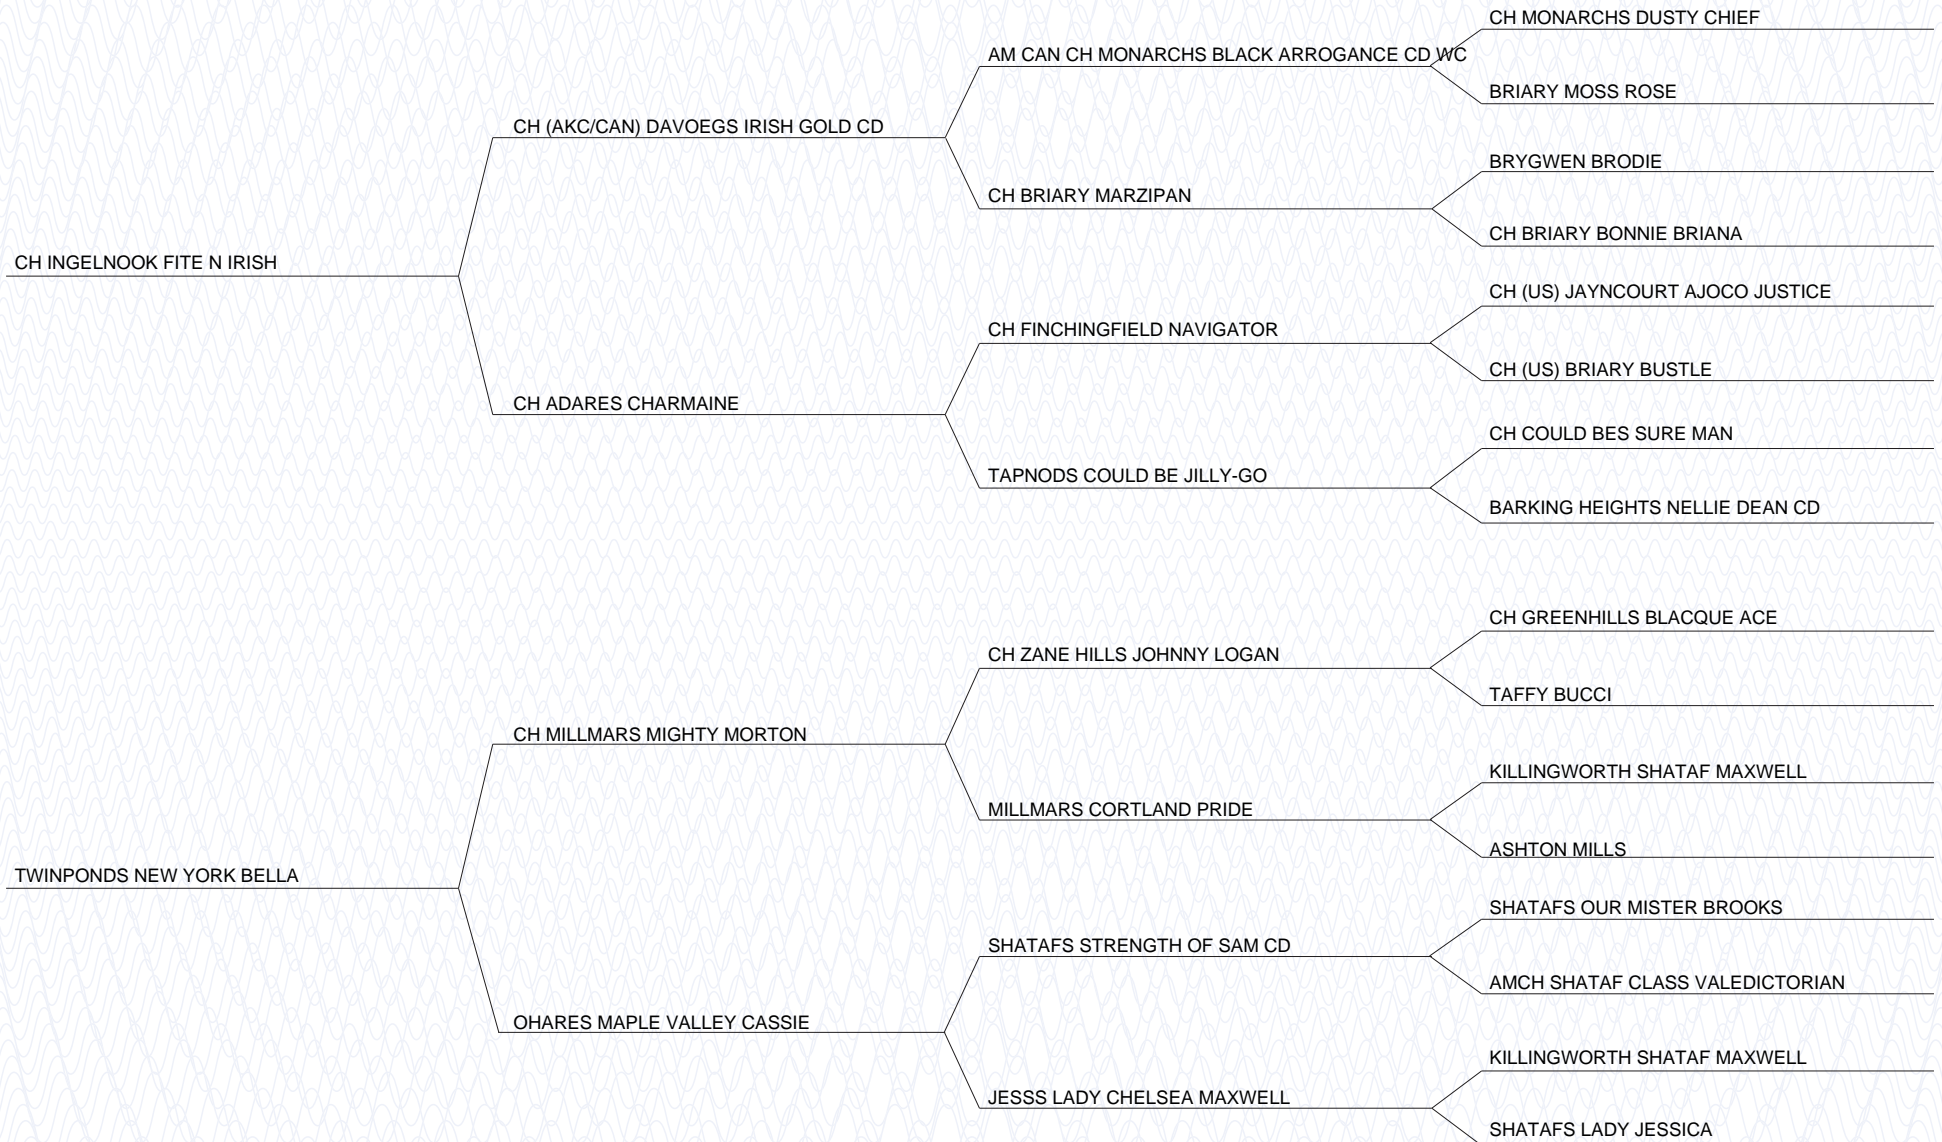 CH MONARCHS DUSTY CHIEF
AM CAN CH MONARCHS BLACK ARROGANCE CD WC
BRIARY MOSS ROSE
CH (AKC/CAN) DAVOEGS IRISH GOLD CD
BRYGWEN BRODIE
CH BRIARY MARZIPAN
CH BRIARY BONNIE BRIANA
CH INGELNOOK FITE N IRISH
CH (US) JAYNCOURT AJOCO JUSTICE
CH FINCHINGFIELD NAVIGATOR
CH (US) BRIARY BUSTLE
CH ADARES CHARMAINE
CH COULD BES SURE MAN
TAPNODS COULD BE JILLY-GO
BARKING HEIGHTS NELLIE DEAN CD
CH GREENHILLS BLACQUE ACE
CH ZANE HILLS JOHNNY LOGAN
TAFFY BUCCI
CH MILLMARS MIGHTY MORTON
KILLINGWORTH SHATAF MAXWELL
MILLMARS CORTLAND PRIDE
ASHTON MILLS
TWINPONDS NEW YORK BELLA
SHATAFS OUR MISTER BROOKS
SHATAFS STRENGTH OF SAM CD
AMCH SHATAF CLASS VALEDICTORIAN
OHARES MAPLE VALLEY CASSIE
KILLINGWORTH SHATAF MAXWELL
JESSS LADY CHELSEA MAXWELL
SHATAFS LADY JESSICA